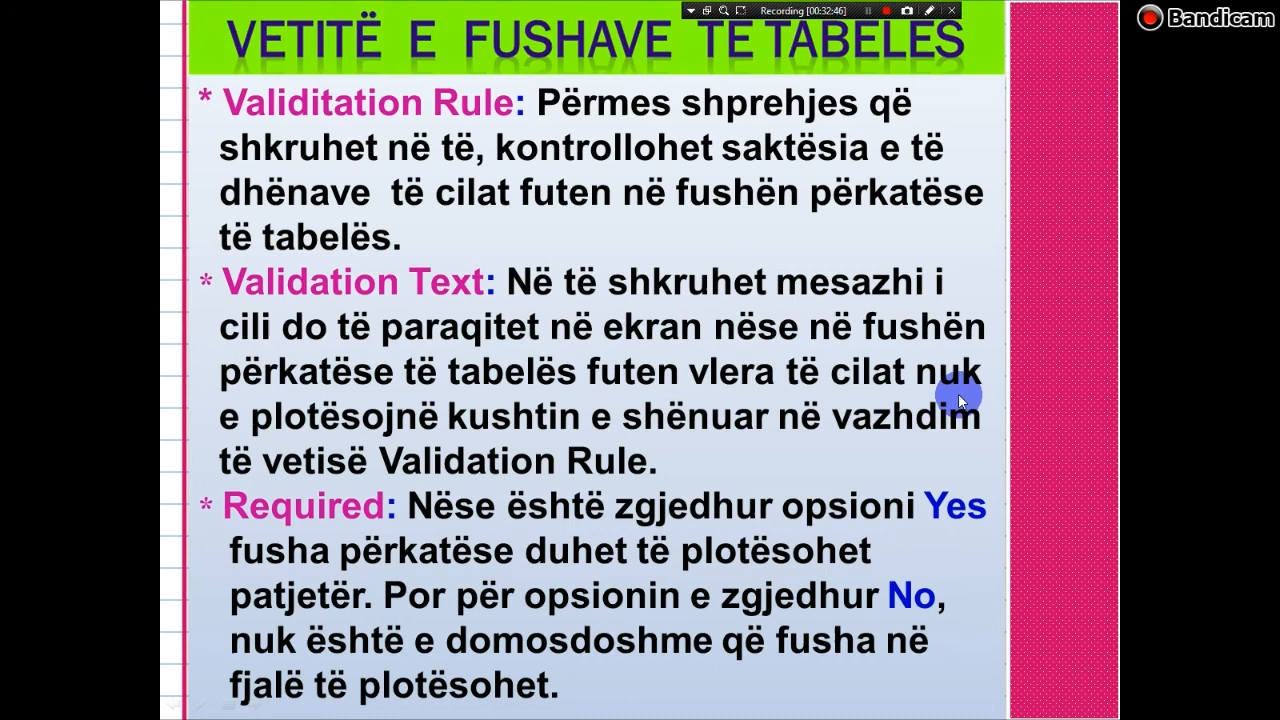 Recording [00:32:46]
Bandicam
VETITË E FUSHAVE TË TABELËS
* Validitation Rule: Përmes shprehjes që
shkruhet në të, kontrollohet saktësia e të
dhënave të cilat futen në fushën përkatëse
të tabelës.
* Validation Text: Në të shkruhet mesazhi i
cili do të paraqitet në ekran nëse në fushën
përkatëse të tabelës futen vlera të cilat nuk
e plotësojnë kushtin e shënuar në vazhdim
të vetisë Validation Rule.
* Required: Nëse është zgjedhur opsioni Yes
fusha përkatëse duhet të plotësohet
patjetër. Por për opsionin e zgjedhur No,
nuk është e domosdoshme që fusha në
fjalë të plotësohet.